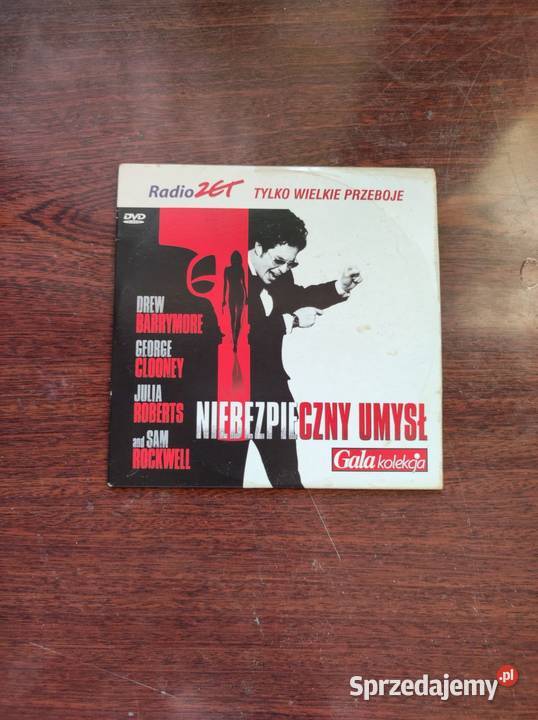 Radio ZET TYLKO WIELKIE PRZEBOJE
DVD
DREW
BARRYMORE
GEORGE
CLOONEY
JULIA
ROBERTS
and SAM
ROCKWELL
NIEBEZPIECZNY UMYSŁ
Gala kolekcja
Sprzedajemy.pl